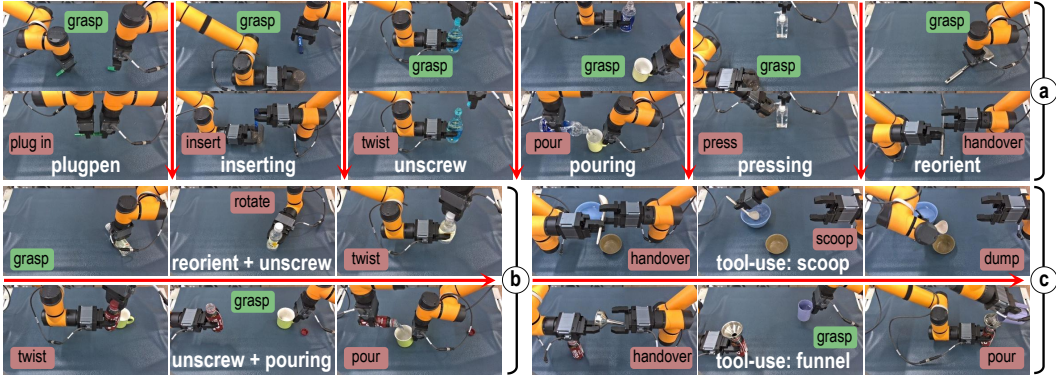 grasp
grasp
grasp
grasp
grasp
grasp
a
plug in
plugpen
insert
inserting
twist
unscrew
pour
pouring
press
pressing
handover
reorient
grasp
rotate
reorient + unscrew
twist
b
handover
scoop
tool-use: scoop
dump
c
twist
grasp
unscrew + pouring
pour
handover
grasp
tool-use: funnel
pour